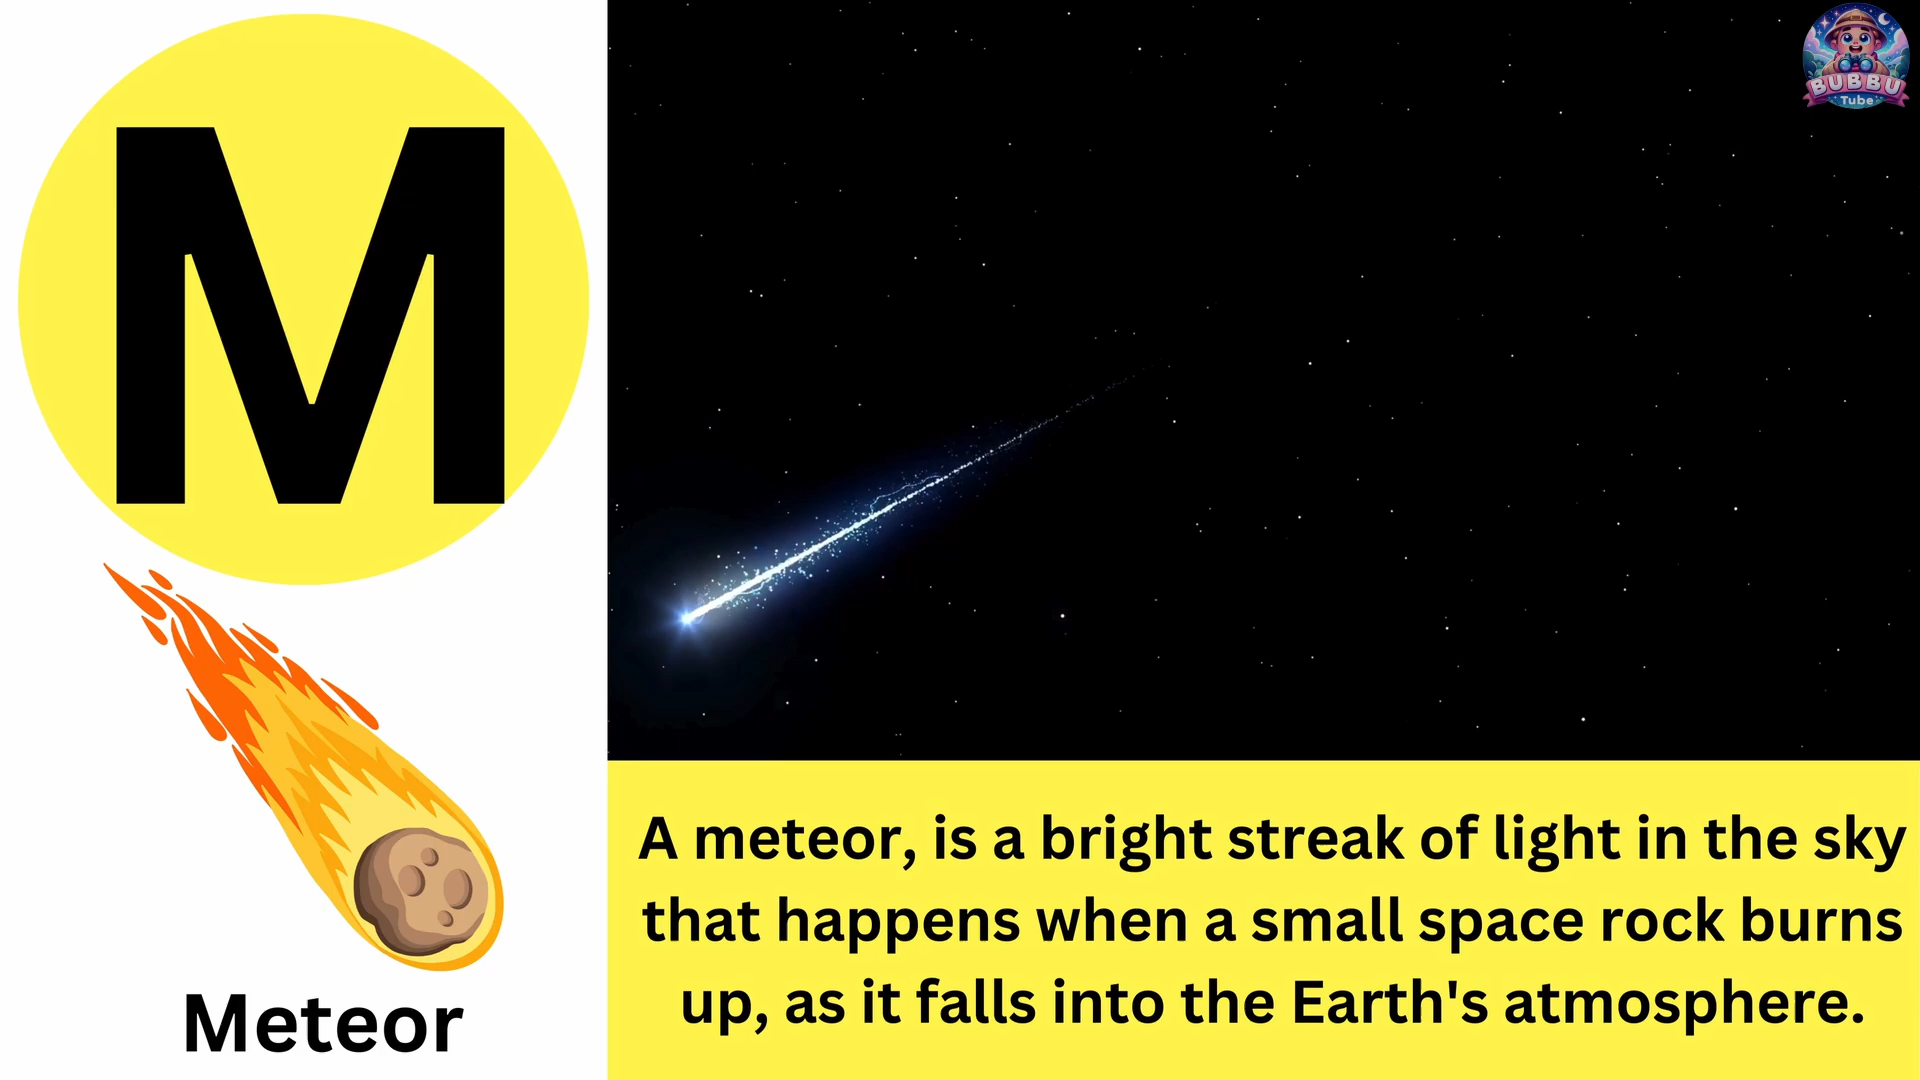 M
Meteor
BUBBU
Tube
A meteor, is a bright streak of light in the sky
that happens when a small space rock burns
up, as it falls into the Earth's atmosphere.